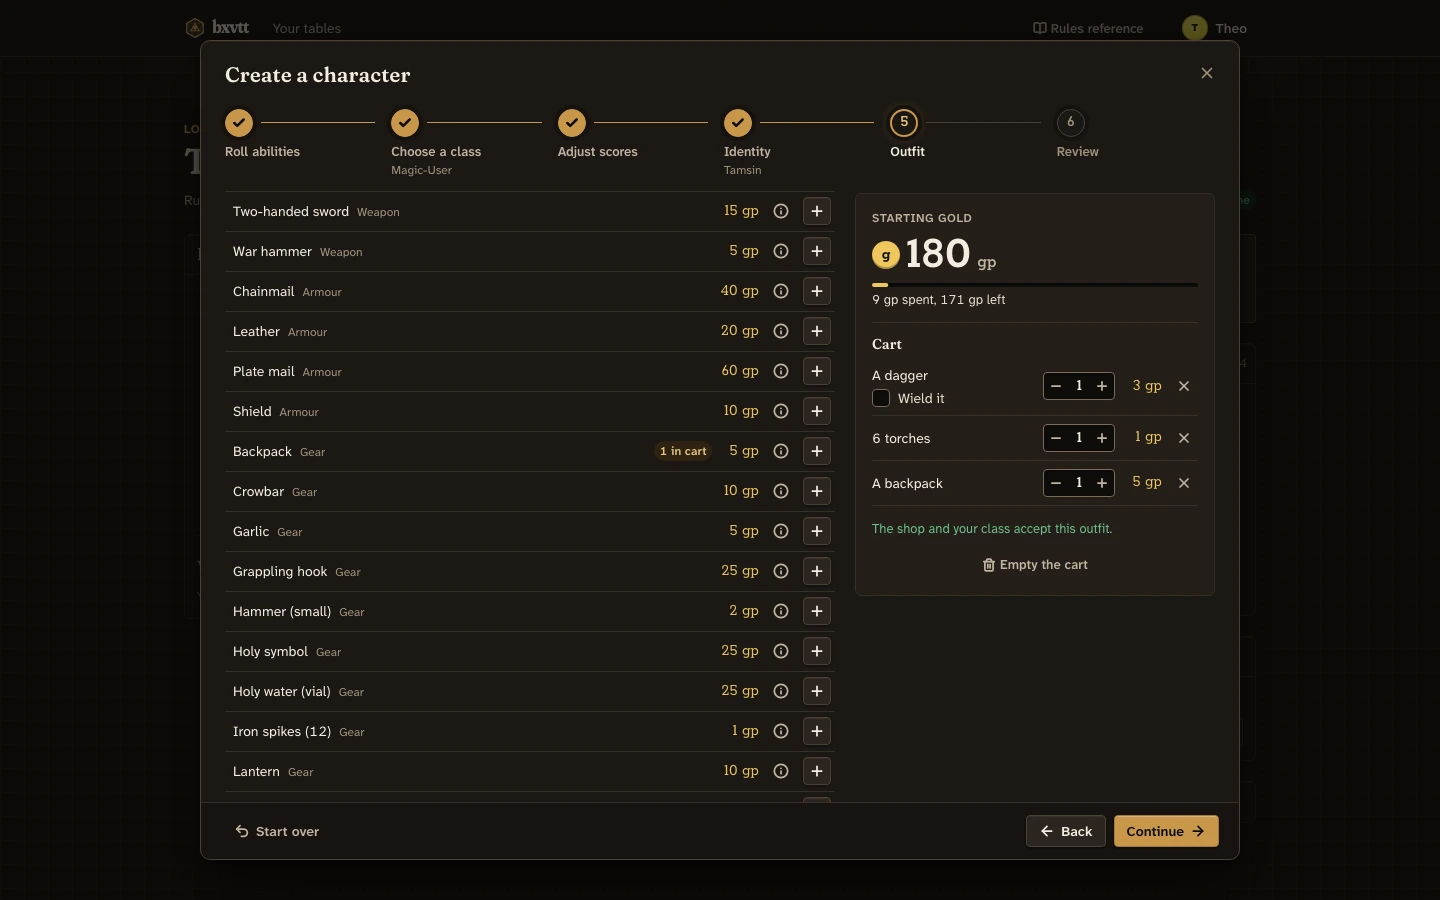 bxvtt
Your tables
Rules reference
T
Theo
Create a character
Roll abilities
Choose a class
Magic-User
Adjust scores
Identity
Tamsin
5
Outfit
6
Review
Two-handed sword Weapon 15 gp
War hammer Weapon 5 gp
Chainmail Armour 40 gp
Leather Armour 20 gp
Plate mail Armour 60 gp
Shield Armour 10 gp
Backpack Gear 1 in cart 5 gp
Crowbar Gear 10 gp
Garlic Gear 5 gp
Grappling hook Gear 25 gp
Hammer (small) Gear 2 gp
Holy symbol Gear 25 gp
Holy water (vial) Gear 25 gp
Iron spikes (12) Gear 1 gp
Lantern Gear 10 gp
STARTING GOLD
g 180 gp
9 gp spent, 171 gp left
Cart
A dagger 1 3 gp
Wield it
6 torches 1 1 gp
A backpack 1 5 gp
The shop and your class accept this outfit.
Empty the cart
Start over
Back
Continue